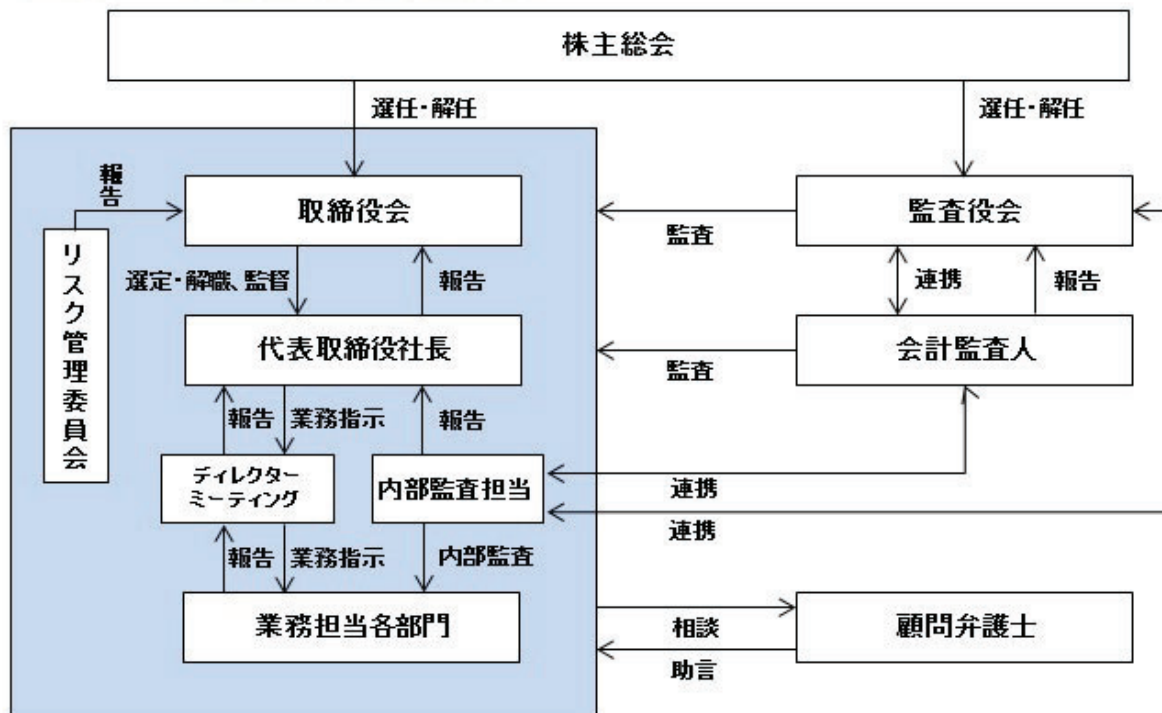 株主総会
選任・解任
選任・解任
報告
取締役会
監査役会
監査
リスク管理委員会
選定・解職、監督
報告
連携
報告
代表取締役社長
会計監査人
監査
報告
業務指示
報告
ディレクター
ミーティング
内部監査担当
連携
連携
報告
業務指示
内部監査
業務担当各部門
相談
顧問弁護士
助言